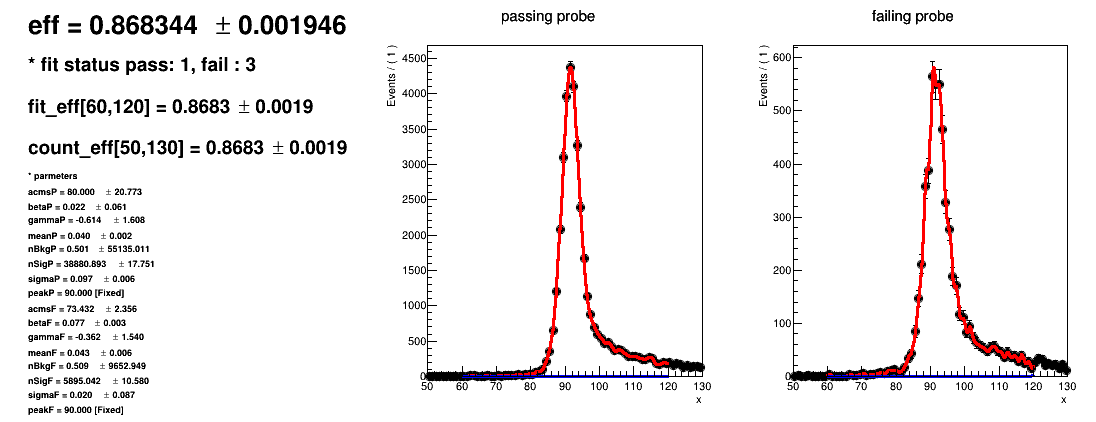 eff = 0.868344 ± 0.001946
* fit status pass: 1, fail : 3
fit_eff[60,120] = 0.8683 ± 0.0019
count_eff[50,130] = 0.8683 ± 0.0019
* parmeters
acmsP = 80.000 ± 20.773
betaP = 0.022 ± 0.061
gammaP = -0.614 ± 1.608
meanP = 0.040 ± 0.002
nBkgP = 0.501 ± 55135.011
nSigP = 38880.893 ± 17.751
sigmaP = 0.097 ± 0.006
peakP = 90.000 [Fixed]
acmsF = 73.432 ± 2.356
betaF = 0.077 ± 0.003
gammaF = -0.362 ± 1.540
meanF = 0.043 ± 0.006
nBkgF = 0.509 ± 9652.949
nSigF = 5895.042 ± 10.580
sigmaF = 0.020 ± 0.087
peakF = 90.000 [Fixed]
passing probe
Events / ( 1 )
4500
4000
3500
3000
2500
2000
1500
1000
500
0
50 60 70 80 90 100 110 120 130
x
failing probe
Events / ( 1 )
600
500
400
300
200
100
0
50 60 70 80 90 100 110 120 130
x